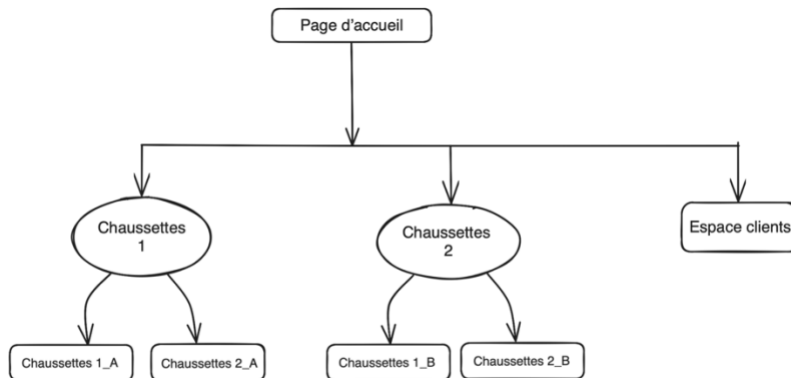 Page d'accueil
Chaussettes
1
Chaussettes
2
Espace clients
Chaussettes 1_A
Chaussettes 2_A
Chaussettes 1_B
Chaussettes 2_B